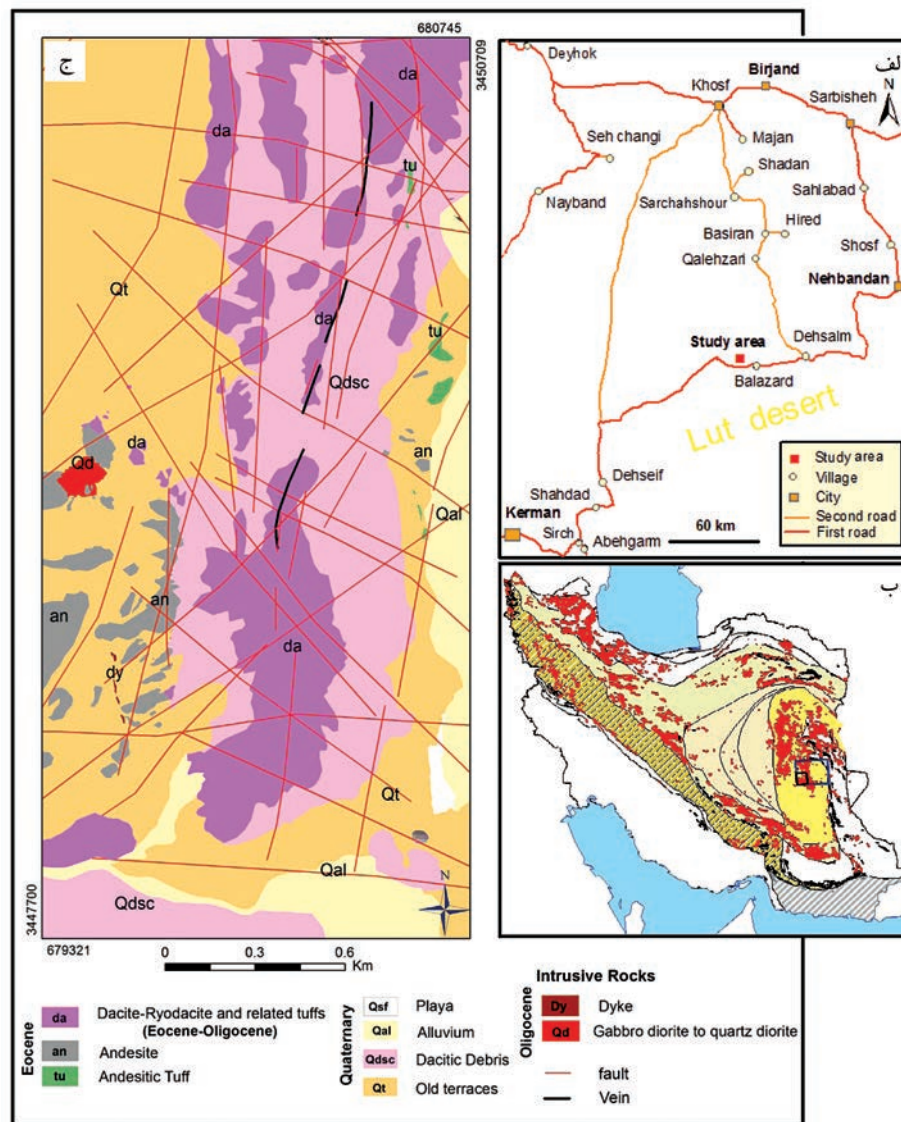 680745
3450709
ج
da
da
tu
Qt
da
tu
Qdsc
an
da
Qd
Qal
an
an
da
dy
Qt
Qal
Qdsc
N
3447700
679321
0 0.3 0.6
Km
الف
N
Deyhok
Birjand
Khosf
Sarbisheh
Majan
Seh changi
Shadan
Nayband
Sarchahshour
Sahlabad
Basiran
Hired
Qalehzari
Shosf
Nehbandan
Study area
Dehsalm
Balazard
Lut desert
Dehseif
Shahdad
Kerman
Sirch
Abehgarm
60 km
Study area
Village
City
Second road
First road
ب
Eocene
da Dacite-Ryodacite and related tuffs
(Eocene-Oligocene)
an Andesite
tu Andesitic Tuff
Quaternary
Qsf Playa
Qal Alluvium
Qdsc Dacitic Debris
Qt Old terraces
Intrusive Rocks
Oligocene
Dy Dyke
Qd Gabbro diorite to quartz diorite
fault
Vein